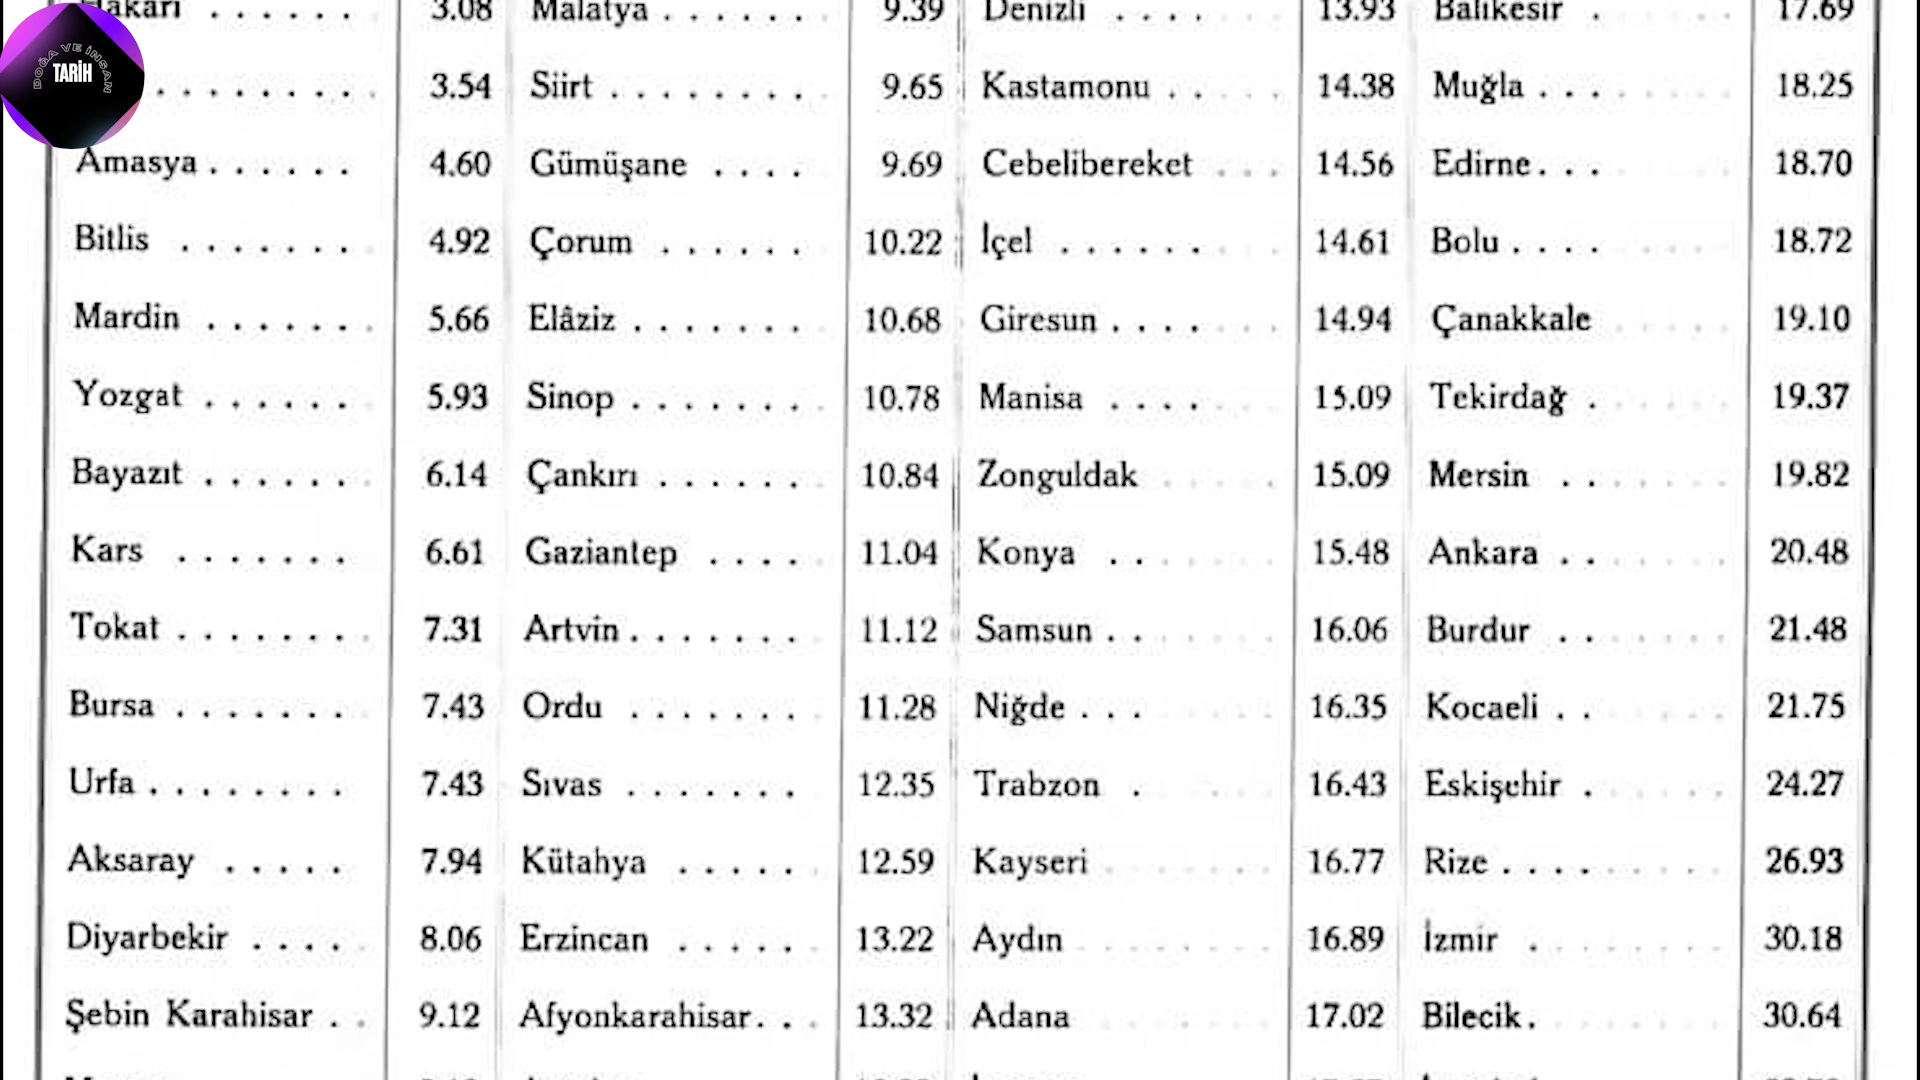 DOĞA VE İNSAN
TARİH
Hakâri . . . . . . . 3.08 Malatya . . . . . . . 9.39 Denizli . . . . . . . 13.93 Balıkesir . . . . . 17.69
. . . . . . . . . . 3.54 Siirt . . . . . . . . . 9.65 Kastamonu . . . . . 14.38 Muğla . . . . . . . . 18.25
Amasya . . . . . . 4.60 Gümüşane . . . . 9.69 Cebelibereket . . . 14.56 Edirne . . . 18.70
Bitlis . . . . . . . . 4.92 Çorum . . . . . . 10.22 İçel . . . . . . . . . 14.61 Bolu . . . . 18.72
Mardin . . . . . . . 5.66 Elâziz . . . . . . . . 10.68 Giresun . . . . . . . 14.94 Çanakkale . . . . . 19.10
Yozgat . . . . . . . 5.93 Sinop . . . . . . . . 10.78 Manisa . . . . . . . 15.09 Tekirdağ . . . . . . 19.37
Bayazıt . . . . . . . 6.14 Çankırı . . . . . . . 10.84 Zonguldak . . . . . 15.09 Mersin . . . . . . . 19.82
Kars . . . . . . . 6.61 Gaziantep . . . . . 11.04 Konya . . . . . . . 15.48 Ankara . . . . . . . 20.48
Tokat . . . . . . . . 7.31 Artvin . . . . . . . 11.12 Samsun . . . . . . . 16.06 Burdur . . . . . . . 21.48
Bursa . . . . . . . . 7.43 Ordu . . . . . . . 11.28 Niğde . . . 16.35 Kocaeli . . 21.75
Urfa . . . . . . . . 7.43 Sıvas . . . . . . . 12.35 Trabzon . . . . . 16.43 Eskişehir . . . . . . 24.27
Aksaray . . . . . 7.94 Kütahya . . . . . . 12.59 Kayseri . . . . . . . 16.77 Rize . . . . . . . . . 26.93
Diyarbekir . . . . . 8.06 Erzincan . . . . . . 13.22 Aydın . . . . . . . . 16.89 İzmir . . . . . . . . 30.18
Şebin Karahisar . . 9.12 Afyonkarahisar . . . 13.32 Adana . . . . . . . 17.02 Bilecik . . . . . . . 30.64